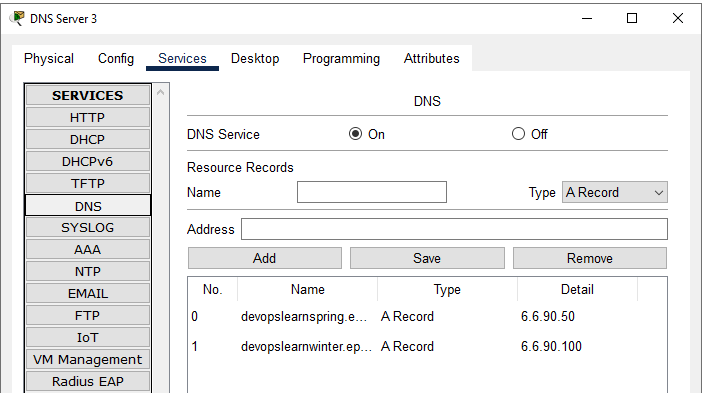 DNS Server 3
Physical Config Services Desktop Programming Attributes
SERVICES
HTTP
DHCP
DHCPv6
TFTP
DNS
SYSLOG
AAA
NTP
EMAIL
FTP
IoT
VM Management
Radius EAP
DNS
DNS Service On Off
Resource Records
Name Type A Record
Address
Add Save Remove
No. Name Type Detail
0 devopslearnspring.e... A Record 6.6.90.50
1 devopslearnwinter.ep... A Record 6.6.90.100